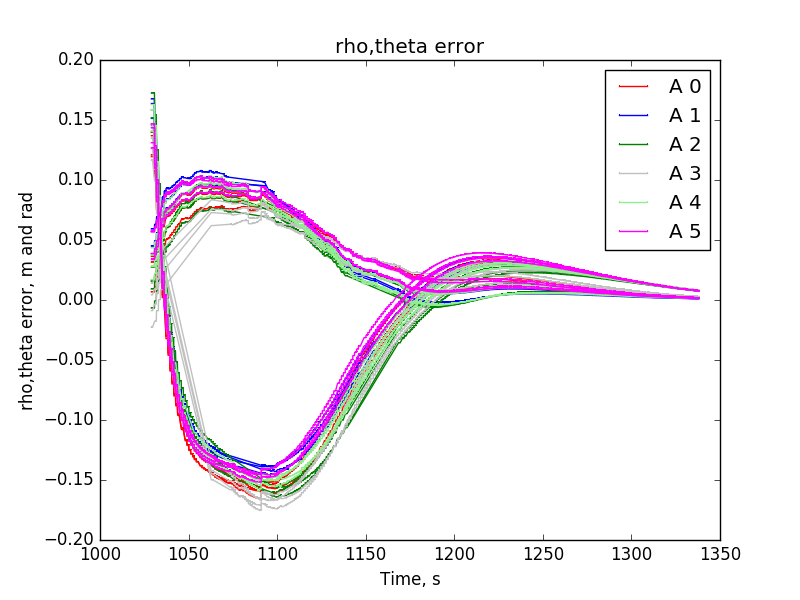 rho,theta error
0.20
0.15
0.10
0.05
0.00
−0.05
−0.10
−0.15
−0.20
rho,theta error, m and rad
1000
1050
1100
1150
1200
1250
1300
1350
Time, s
A 0
A 1
A 2
A 3
A 4
A 5